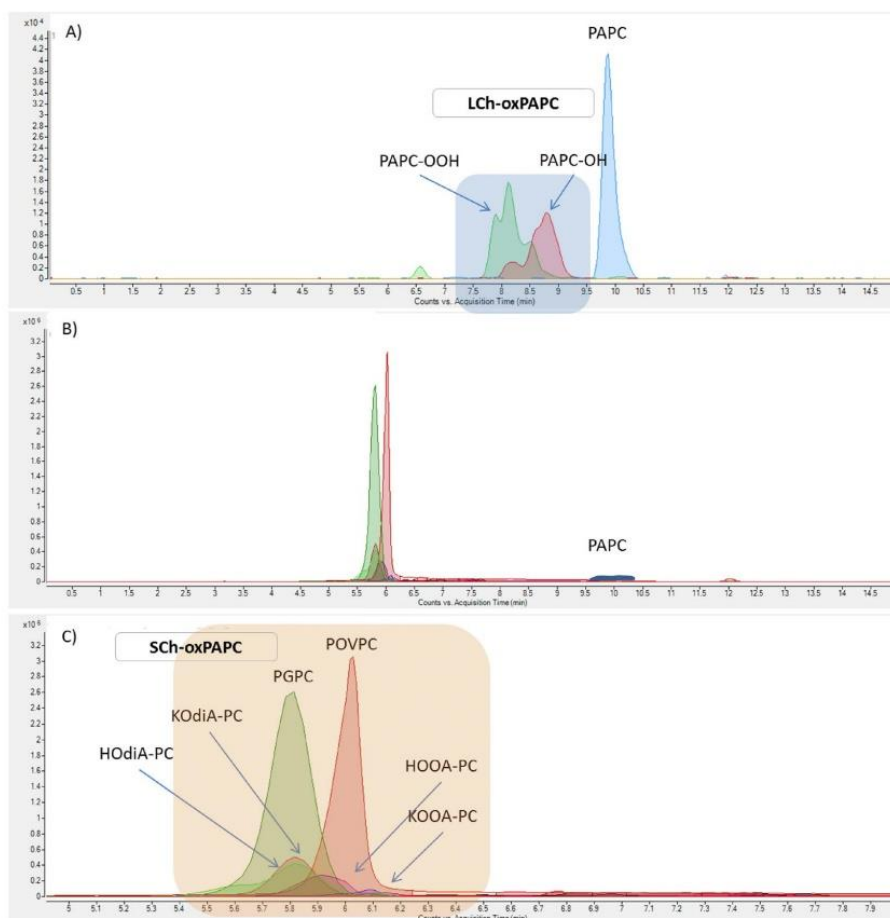 A)
x10⁻⁴
4.4
4.2
4
3.8
3.6
3.4
3.2
3
2.8
2.6
2.4
2.2
2
1.8
1.6
1.4
1.2
1
0.8
0.6
0.4
0.2
0
PAPC
LCh-oxPAPC
PAPC-OOH
PAPC-OH
0.5 1 1.5 2 2.5 3 3.5 4 4.5 5 5.5 6 6.5 7 7.5 8 8.5 9 9.5 10 10.5 11 11.5 12 12.5 13 13.5 14 14.5
Counts vs. Acquisition Time (min)
B)
x10⁶
3.2
3
2.8
2.6
2.4
2.2
2
1.8
1.6
1.4
1.2
1
0.8
0.6
0.4
0.2
0
PAPC
0.5 1 1.5 2 2.5 3 3.5 4 4.5 5 5.5 6 6.5 7 7.5 8 8.5 9 9.5 10 10.5 11 11.5 12 12.5 13 13.5 14 14.5
Counts vs. Acquisition Time (min)
C)
x10⁶
3.2
3
2.8
2.6
2.4
2.2
2
1.8
1.6
1.4
1.2
1
0.8
0.6
0.4
0.2
0
SCh-oxPAPC
POVPC
PGPC
KOdiA-PC
HOdiA-PC
HOOA-PC
KOOA-PC
5 5.1 5.2 5.3 5.4 5.5 5.6 5.7 5.8 5.9 6 6.1 6.2 6.3 6.4 6.5 6.6 6.7 6.8 6.9 7 7.1 7.2 7.3 7.4 7.5 7.6 7.7 7.8 7.9
Counts vs. Acquisition Time (min)